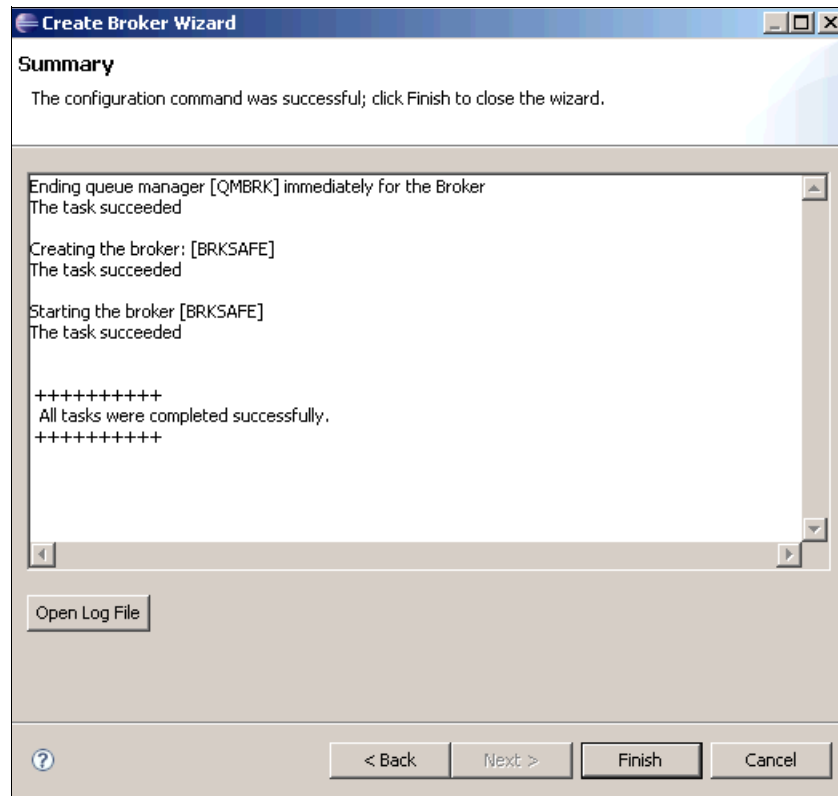 Create Broker Wizard
Summary
The configuration command was successful; click Finish to close the wizard.
Ending queue manager [QMBRK] immediately for the Broker
The task succeeded
Creating the broker: [BRKSAFE]
The task succeeded
Starting the broker [BRKSAFE]
The task succeeded
++++++++++
All tasks were completed successfully.
++++++++++
Open Log File
?
< Back
Next >
Finish
Cancel